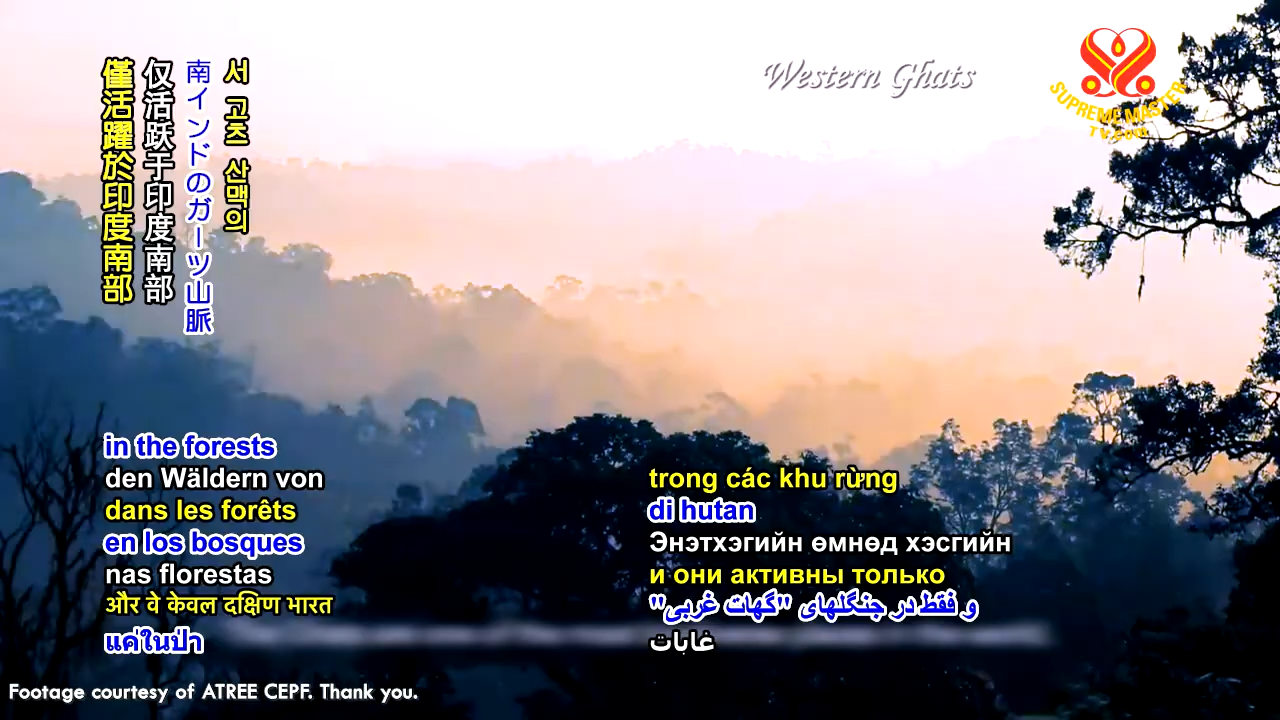 Western Ghats
SUPREME MASTER
TV.com
서 고츠 산맥의
南インドのガーツ山脈
仅活跃于印度南部
僅活躍於印度南部
in the forests
den Wäldern von
dans les forêts
en los bosques
nas florestas
और वे केवल दक्षिण भारत
แค่ในป่า
trong các khu rừng
di hutan
Энэтхэгийн өмнөд хэсгийн
и они активны только
و فقط در جنگلهای "گهات غربی"
غابات
Footage courtesy of ATREE CEPF. Thank you.